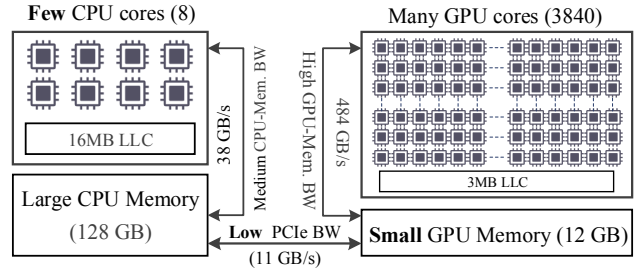 Few CPU cores (8)
16MB LLC
Large CPU Memory
(128 GB)
38 GB/s
Medium CPU-Mem. BW
High GPU-Mem. BW
484 GB/s
Low PCIe BW
(11 GB/s)
Many GPU cores (3840)
3MB LLC
Small GPU Memory (12 GB)